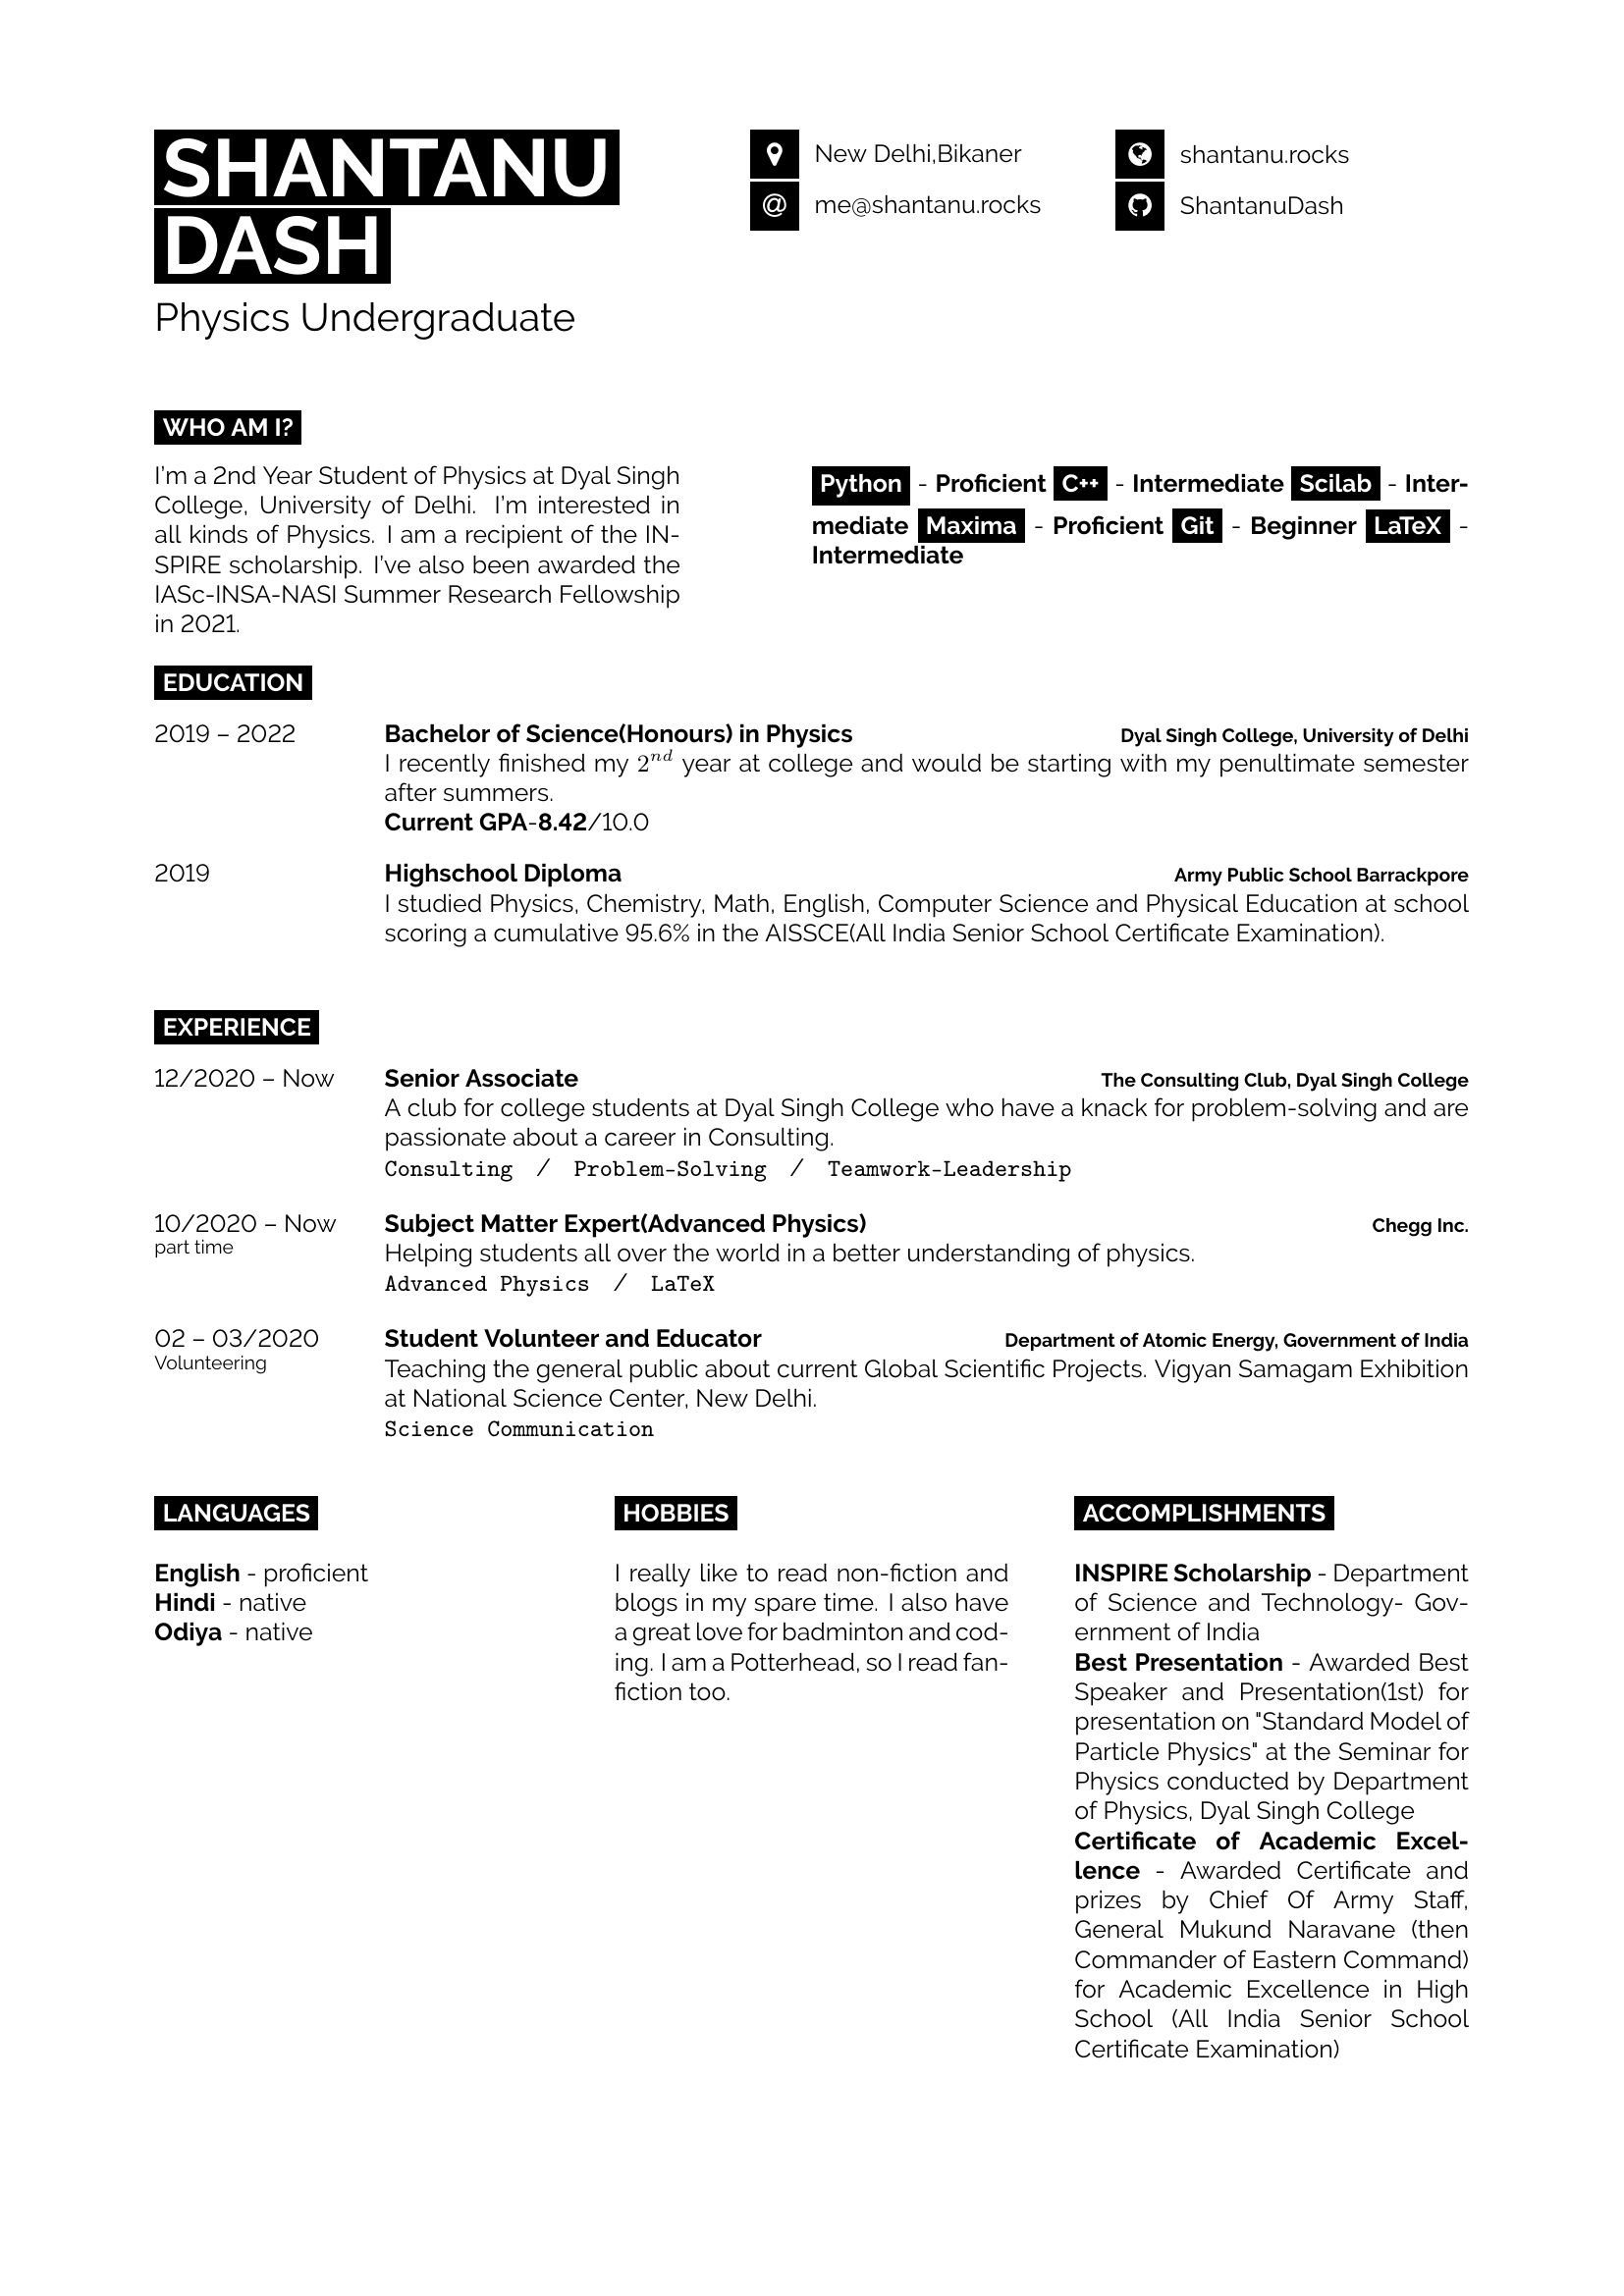 SHANTANU
DASH
Physics Undergraduate
New Delhi,Bikaner
shantanu.rocks
@ me@shantanu.rocks
ShantanuDash
WHO AM I?
I'm a 2nd Year Student of Physics at Dyal Singh
College, University of Delhi. I'm interested in
all kinds of Physics. I am a recipient of the IN-
SPIRE scholarship. I've also been awarded the
IASc-INSA-NASI Summer Research Fellowship
in 2021.
Python - Proficient C++ - Intermediate Scilab - Inter-
mediate Maxima - Proficient Git - Beginner LaTeX -
Intermediate
EDUCATION
2019 – 2022
Bachelor of Science(Honours) in Physics
Dyal Singh College, University of Delhi
I recently finished my 2nd year at college and would be starting with my penultimate semester
after summers.
Current GPA-8.42/10.0
2019
Highschool Diploma
Army Public School Barrackpore
I studied Physics, Chemistry, Math, English, Computer Science and Physical Education at school
scoring a cumulative 95.6% in the AISSCE(All India Senior School Certificate Examination).
EXPERIENCE
12/2020 – Now
Senior Associate
The Consulting Club, Dyal Singh College
A club for college students at Dyal Singh College who have a knack for problem-solving and are
passionate about a career in Consulting.
Consulting / Problem-Solving / Teamwork-Leadership
10/2020 – Now
part time
Subject Matter Expert(Advanced Physics)
Chegg Inc.
Helping students all over the world in a better understanding of physics.
Advanced Physics / LaTeX
02 – 03/2020
Volunteering
Student Volunteer and Educator
Department of Atomic Energy, Government of India
Teaching the general public about current Global Scientific Projects. Vigyan Samagam Exhibition
at National Science Center, New Delhi.
Science Communication
LANGUAGES
English - proficient
Hindi - native
Odiya - native
HOBBIES
I really like to read non-fiction and
blogs in my spare time. I also have
a great love for badminton and cod-
ing. I am a Potterhead, so I read fan-
fiction too.
ACCOMPLISHMENTS
INSPIRE Scholarship - Department
of Science and Technology- Gov-
ernment of India
Best Presentation - Awarded Best
Speaker and Presentation(1st) for
presentation on "Standard Model of
Particle Physics" at the Seminar for
Physics conducted by Department
of Physics, Dyal Singh College
Certificate of Academic Excel-
lence - Awarded Certificate and
prizes by Chief Of Army Staff,
General Mukund Naravane (then
Commander of Eastern Command)
for Academic Excellence in High
School (All India Senior School
Certificate Examination)